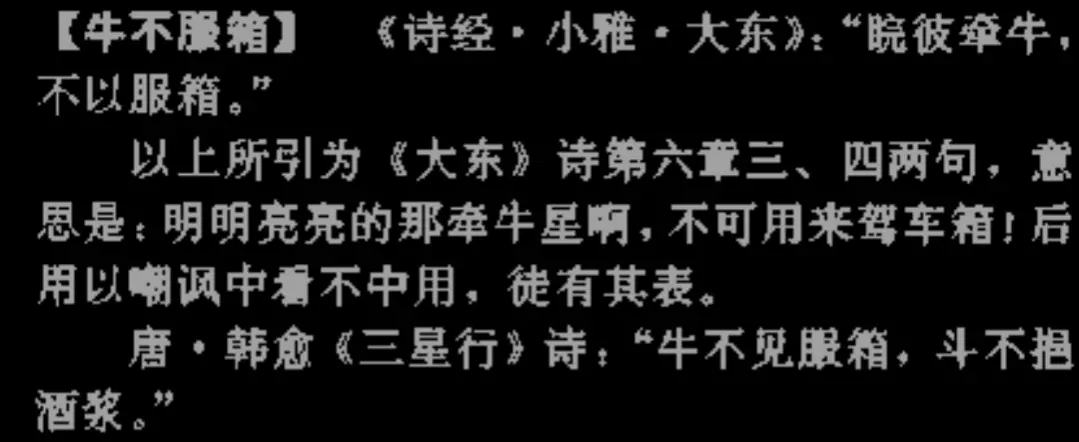 【牛不服箱】 《诗经·小雅·大东》：“睆彼牵牛，
不以服箱。”
以上所引为《大东》诗第六章三、四两句，意
思是：明明亮亮的那牵牛星啊，不可用来驾车箱！后
用以嘲讽中看不中用，徒有其表。
唐·韩愈《三星行》诗：“牛不见服箱，斗不挹
酒浆。”